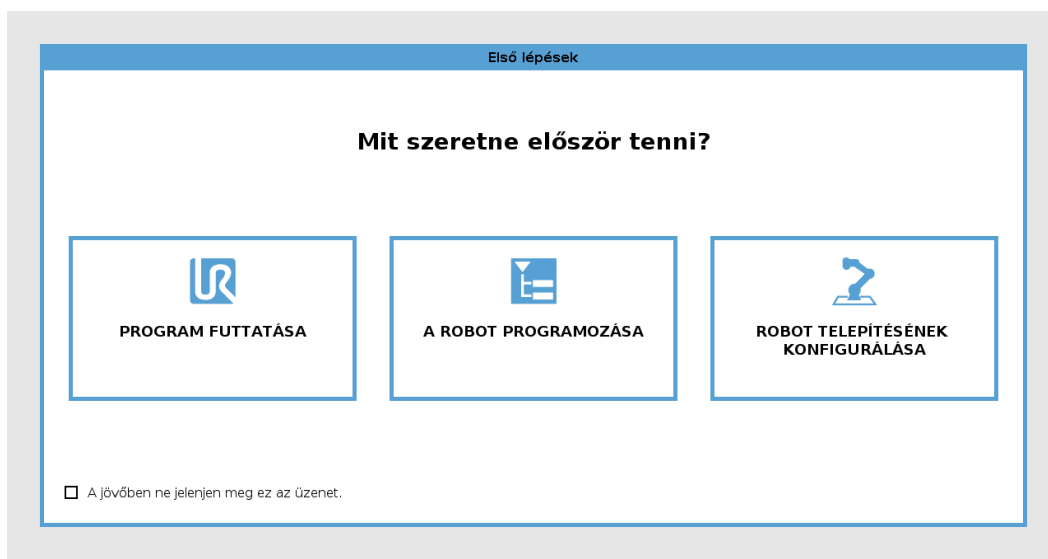 Első lépések
Mit szeretne először tenni?
PROGRAM FUTTATÁSA
A ROBOT PROGRAMOZÁSA
ROBOT TELEPÍTÉSÉNEK
KONFIGURÁLÁSA
A jövőben ne jelenjen meg ez az üzenet.